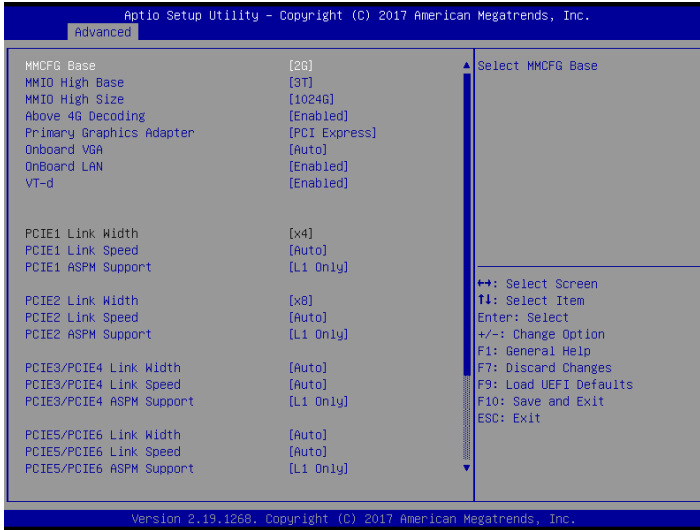 Aptio Setup Utility – Copyright (C) 2017 American Megatrends, Inc.
Advanced
MMCFG Base [2G]
MMIO High Base [3T]
MMIO High Size [1024G]
Above 4G Decoding [Enabled]
Primary Graphics Adapter [PCI Express]
Onboard VGA [Auto]
OnBoard LAN [Enabled]
VT-d [Enabled]
PCIE1 Link Width [x4]
PCIE1 Link Speed [Auto]
PCIE1 ASPM Support [L1 Only]
PCIE2 Link Width [x8]
PCIE2 Link Speed [Auto]
PCIE2 ASPM Support [L1 Only]
PCIE3/PCIE4 Link Width [Auto]
PCIE3/PCIE4 Link Speed [Auto]
PCIE3/PCIE4 ASPM Support [L1 Only]
PCIE5/PCIE6 Link Width [Auto]
PCIE5/PCIE6 Link Speed [Auto]
PCIE5/PCIE6 ASPM Support [L1 Only]
Select MMCFG Base
↔: Select Screen
↑↓: Select Item
Enter: Select
+/-: Change Option
F1: General Help
F7: Discard Changes
F9: Load UEFI Defaults
F10: Save and Exit
ESC: Exit
Version 2.19.1268. Copyright (C) 2017 American Megatrends, Inc.